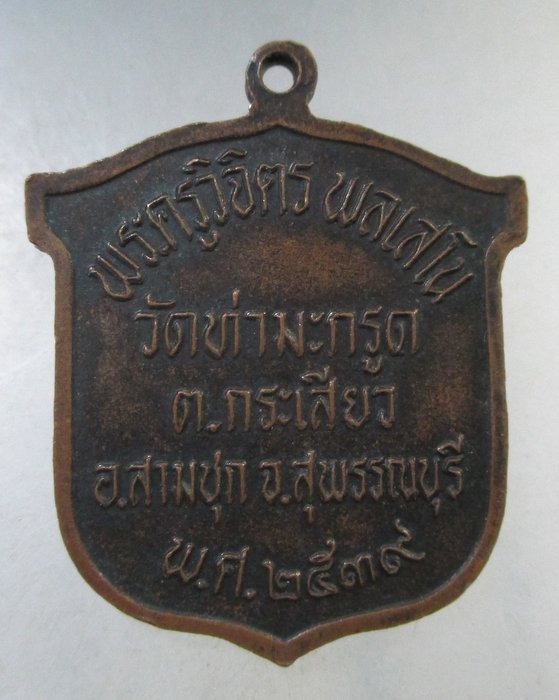 พระครูวิจิตร พลเสโน
วัดท่ามะกรูด
ต.กระเสียว
อ.สามชุก จ.สุพรรณบุรี
พ.ศ.๒๕๓๙